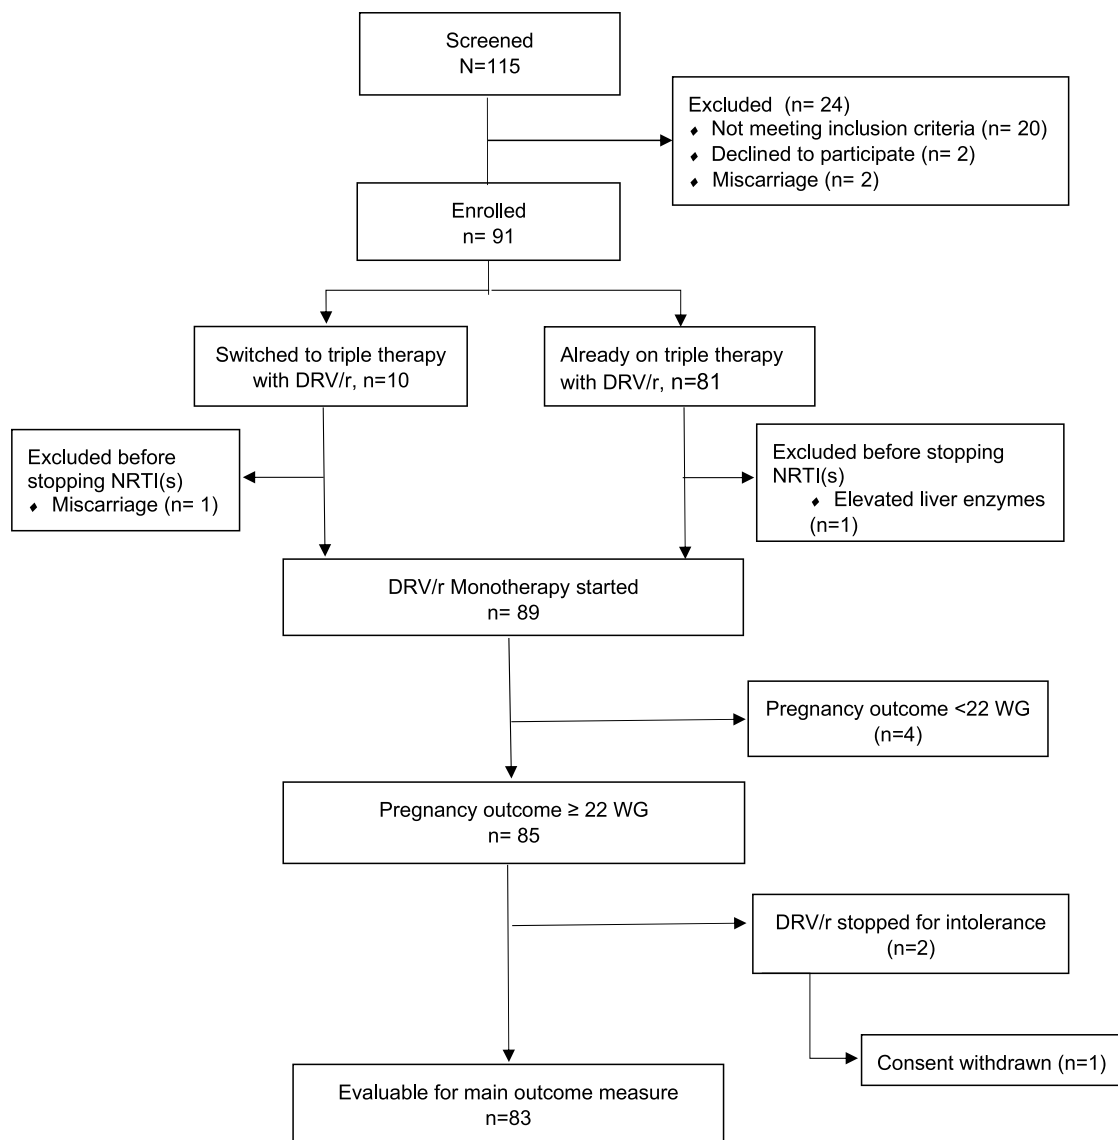 Screened
N=115
Excluded  (n= 24)
♦ Not meeting inclusion criteria (n= 20)
♦ Declined to participate (n= 2)
♦ Miscarriage (n= 2)
Enrolled
n= 91
Switched to triple therapy
with DRV/r, n=10
Already on triple therapy
with DRV/r, n=81
Excluded before
stopping NRTI(s)
♦ Miscarriage (n= 1)
Excluded before stopping
NRTI(s)
♦ Elevated liver enzymes
(n=1)
DRV/r Monotherapy started
n= 89
Pregnancy outcome <22 WG
(n=4)
Pregnancy outcome ≥ 22 WG
n= 85
DRV/r stopped for intolerance
(n=2)
Consent withdrawn (n=1)
Evaluable for main outcome measure
n=83